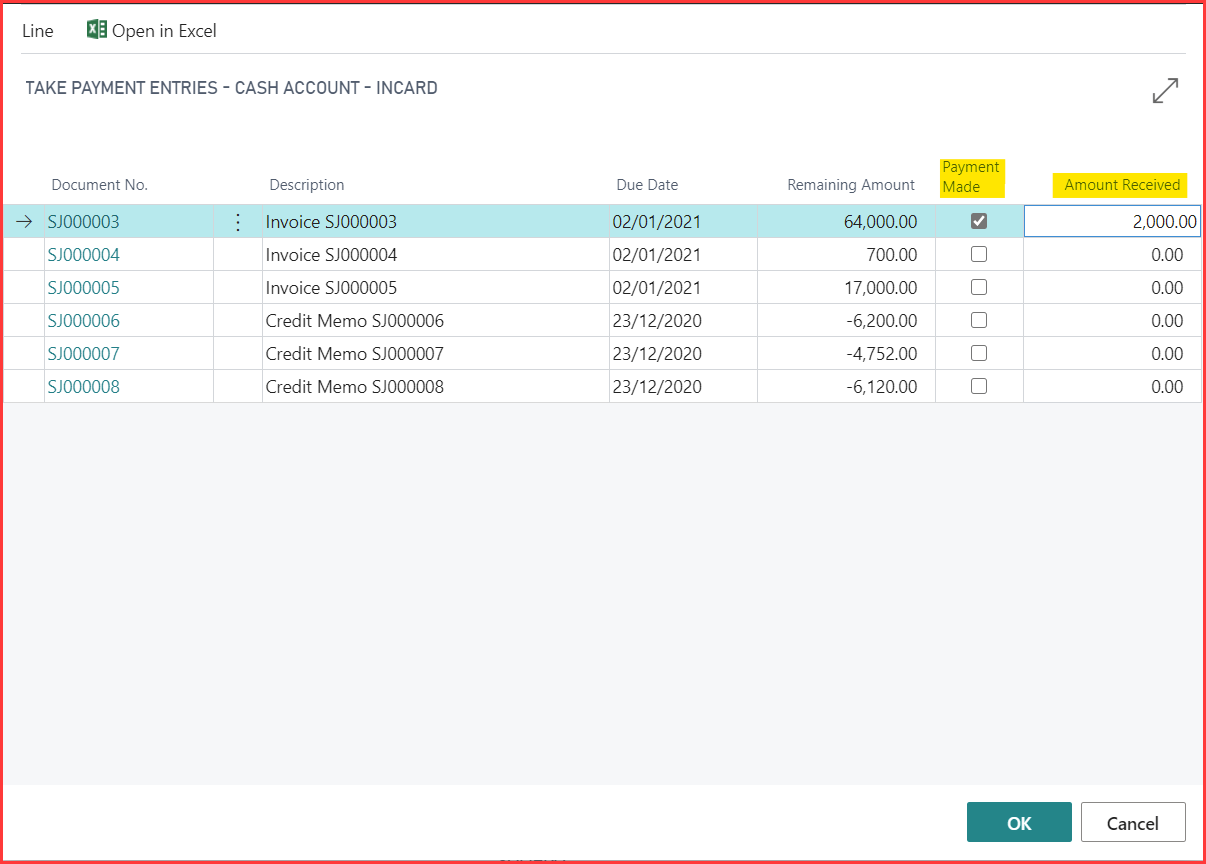 Line Open in Excel
TAKE PAYMENT ENTRIES - CASH ACCOUNT - INCARD
Document No. Description Due Date Remaining Amount Payment Made Amount Received
SJ000003 Invoice SJ000003 02/01/2021 64,000.00 2,000.00
SJ000004 Invoice SJ000004 02/01/2021 700.00 0.00
SJ000005 Invoice SJ000005 02/01/2021 17,000.00 0.00
SJ000006 Credit Memo SJ000006 23/12/2020 -6,200.00 0.00
SJ000007 Credit Memo SJ000007 23/12/2020 -4,752.00 0.00
SJ000008 Credit Memo SJ000008 23/12/2020 -6,120.00 0.00
OK Cancel